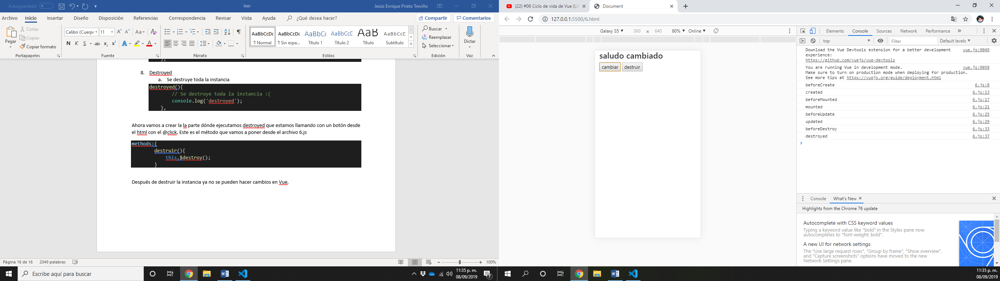 Autoguardado
leer
Jesús Enrique Prieto Treviño
Archivo Inicio Insertar Diseño Disposición Referencias Correspondencia Revisar Vista Ayuda ¿Qué desea hacer? Compartir Comentarios
Pegar
Cortar
Copiar
Copiar formato
Portapapeles
Calibri (Cuerpo 11
Aa
N K S ab x₂ x² A A
Fuente
Párrafo
AaBbCcDc AaBbCcDc AaBbCc AaBbCcD AaB AaBbCcD
¶ Normal ¶ Sin espa... Título 1 Título 2 Título Subtítulo
Estilos
Buscar
Reemplazar
Seleccionar
Edición
Dictar
Voz
},
8. Destroyed
a. Se destruye toda la instancia
destroyed(){
// Se destruye toda la instancia :(
console.log('destroyed');
},
Ahora vamos a crear la la parte dónde ejecutamos destroyed que estamos llamando con un botón desde
el html con el @click. Este es el método que vamos a poner desde el archivo 6.js
methods:{
destruir(){
this.$destroy();
}
Después de destruir la instancia ya no se pueden hacer cambios en Vue.
Página 16 de 16 2049 palabras
100%
Escribe aquí para buscar
11:35 p. m.
08/09/2019
7
(22) #06 Ciclo de vida de Vue (Lif
Document
127.0.0.1:5500/6.html
Galaxy S5 360 x 640 80% Online
saludo cambiado
cambiar destruir
Elements Console Sources Network Performance
top Filter Default levels
Download the Vue Devtools extension for a better development vue.js:9049
experience:
https://github.com/vuejs/vue-devtools
You are running Vue in development mode. vue.js:9058
Make sure to turn on production mode when deploying for production.
See more tips at https://vuejs.org/guide/deployment.html
beforeCreate 6.js:8
created 6.js:13
beforeMounted 6.js:17
mounted 6.js:21
beforeUpdate 6.js:25
updated 6.js:29
beforeDestroy 6.js:33
destroyed 6.js:37
Console What's New
Highlights from the Chrome 76 update
Autocomplete with CSS keyword values
Typing a keyword value like "bold" in the Styles pane now
autocompletes to "font-weight: bold".
A new UI for network settings
The "Use large request rows", "Group by frame", "Show overview",
and "Capture screenshots" options have moved to the new
Network Settings pane.
11:35 p. m.
08/09/2019